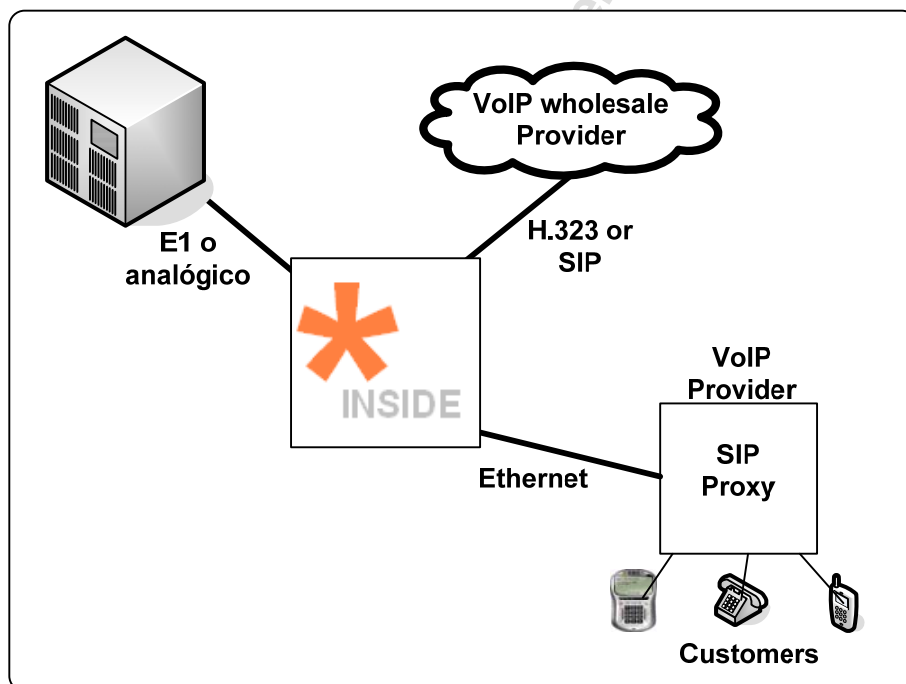 VoIP wholesale
Provider
E1 o
analógico
H.323 or
SIP
INSIDE
VoIP
Provider
SIP
Proxy
Ethernet
Customers